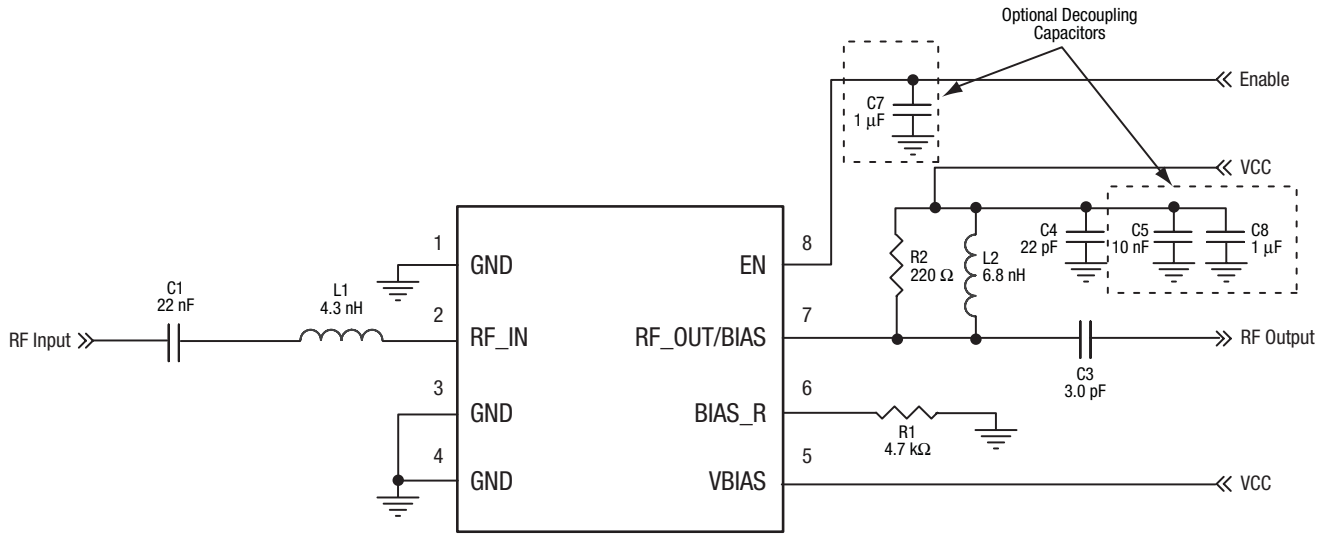 Optional Decoupling
Capacitors
Enable
C7
1 μF
VCC
C4
22 pF
C5
10 nF
C8
1 μF
R2
220 Ω
L2
6.8 nH
1
GND
8
EN
C1
22 nF
L1
4.3 nH
RF Input
2
RF_IN
7
RF_OUT/BIAS
RF Output
C3
3.0 pF
3
GND
6
BIAS_R
R1
4.7 kΩ
4
GND
5
VBIAS
VCC